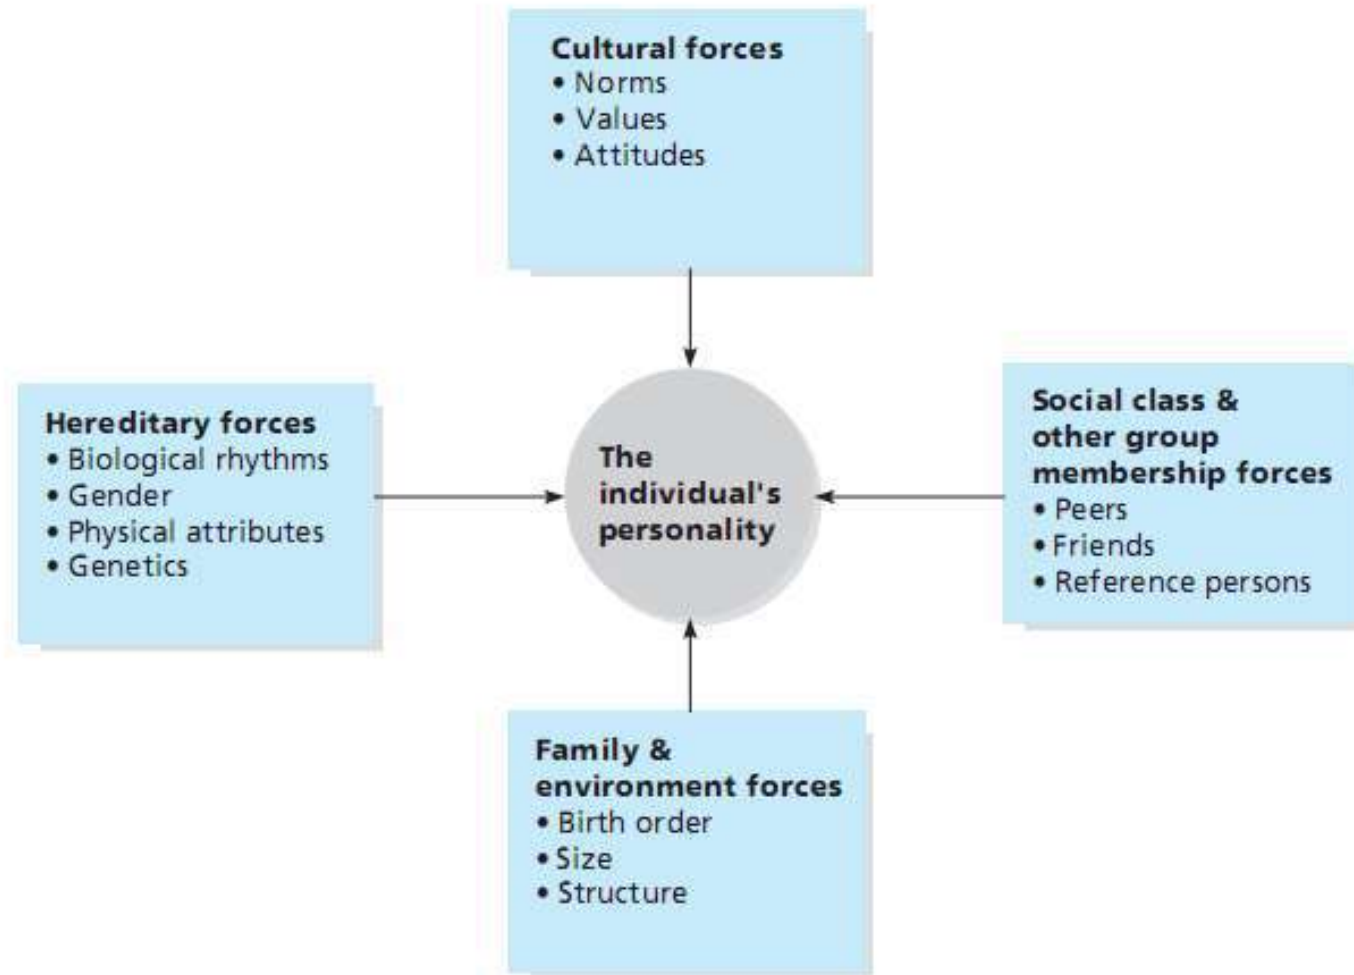 Cultural forces
• Norms
• Values
• Attitudes
Hereditary forces
• Biological rhythms
• Gender
• Physical attributes
• Genetics
The
individual's
personality
Social class &
other group
membership forces
• Peers
• Friends
• Reference persons
Family &
environment forces
• Birth order
• Size
• Structure